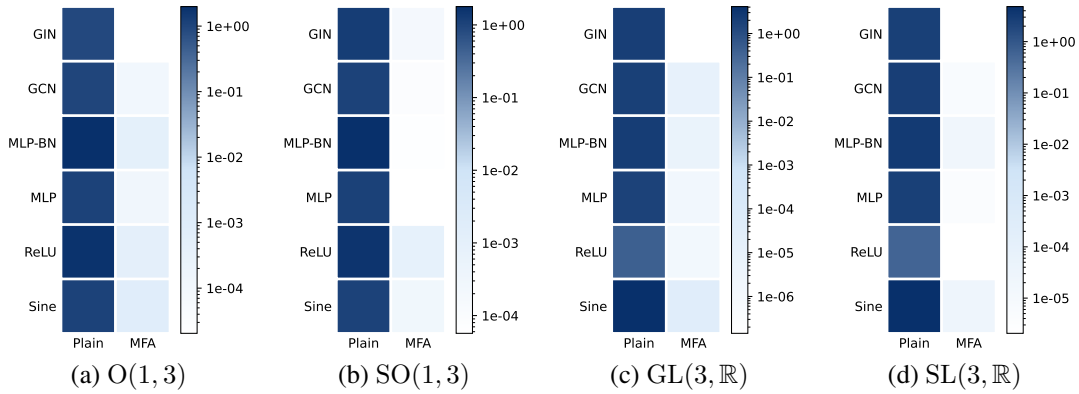 GIN
GCN
MLP-BN
MLP
ReLU
Sine
Plain MFA
1e+00
1e-01
1e-02
1e-03
1e-04
(a) O(1, 3)
GIN
GCN
MLP-BN
MLP
ReLU
Sine
Plain MFA
1e+00
1e-01
1e-02
1e-03
1e-04
(b) SO(1, 3)
GIN
GCN
MLP-BN
MLP
ReLU
Sine
Plain MFA
1e+00
1e-01
1e-02
1e-03
1e-04
1e-05
1e-06
(c) GL(3, ℝ)
GIN
GCN
MLP-BN
MLP
ReLU
Sine
Plain MFA
1e+00
1e-01
1e-02
1e-03
1e-04
1e-05
(d) SL(3, ℝ)